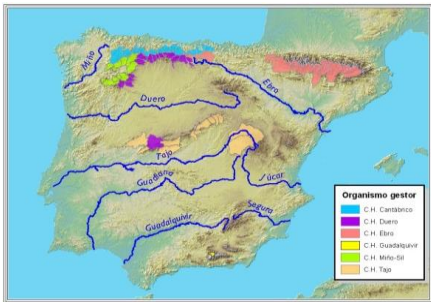 Miño
Ebro
Duero
Tajo
Guadiana
Júcar
Guadalquivir
Segura
Organismo gestor
C.H. Cantábrico
C.H. Duero
C.H. Ebro
C.H. Guadalquivir
C.H. Miño-Sil
C.H. Tajo